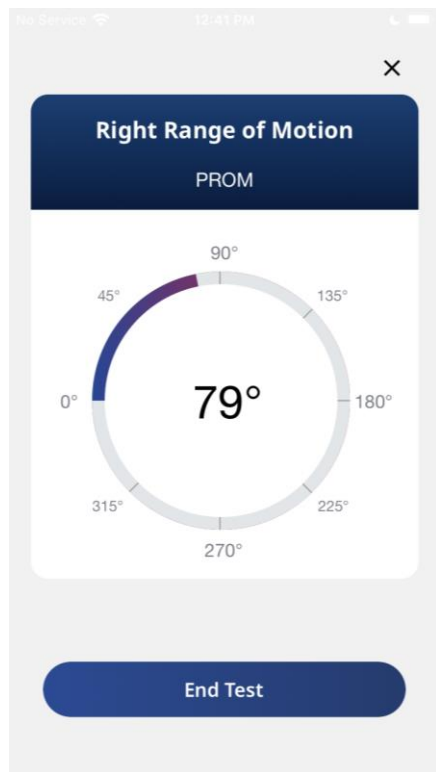 No Service 12:41 PM
×
Right Range of Motion
PROM
90°
45° 135°
79°
0° 180°
315° 225°
270°
End Test